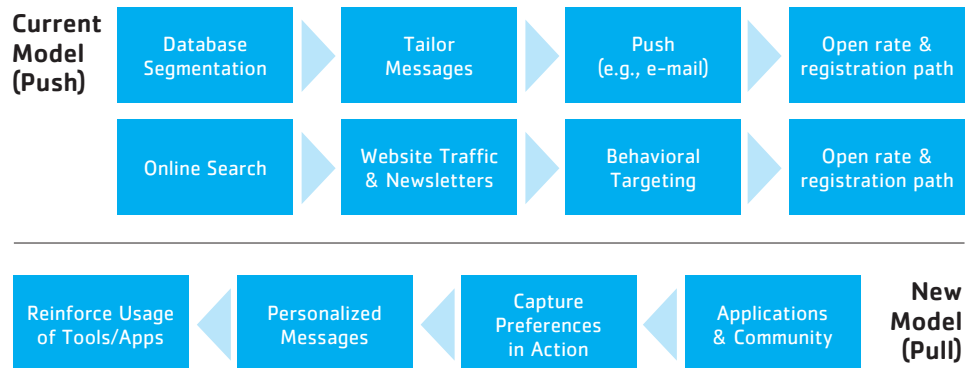 Current
Model
(Push)
Database
Segmentation
Tailor
Messages
Push
(e.g., e-mail)
Open rate &
registration path
Online Search
Website Traffic
& Newsletters
Behavioral
Targeting
Open rate &
registration path
Reinforce Usage
of Tools/Apps
Personalized
Messages
Capture
Preferences
in Action
Applications
& Community
New
Model
(Pull)